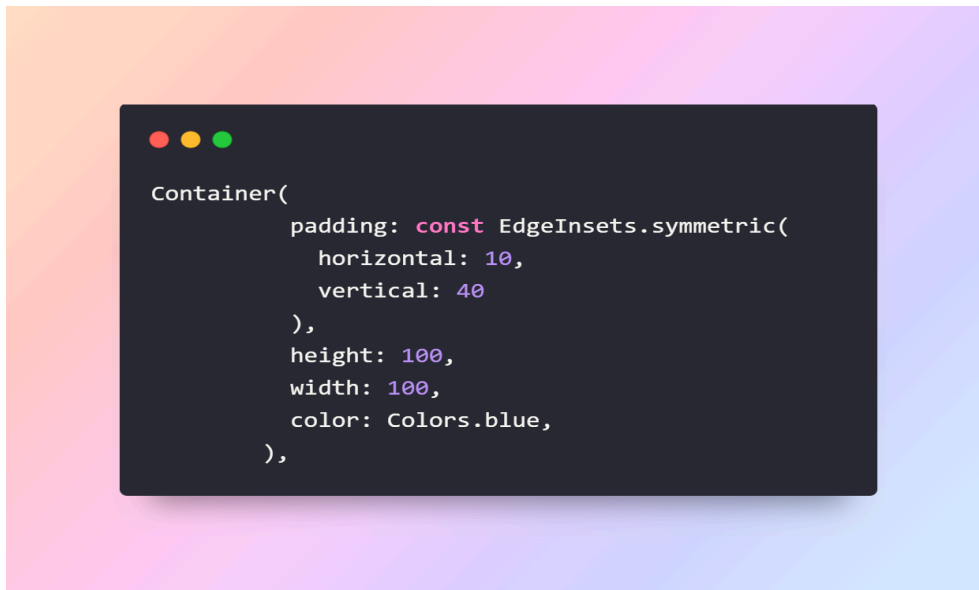 Container(
padding: const EdgeInsets.symmetric(
horizontal: 10,
vertical: 40
),
height: 100,
width: 100,
color: Colors.blue,
),